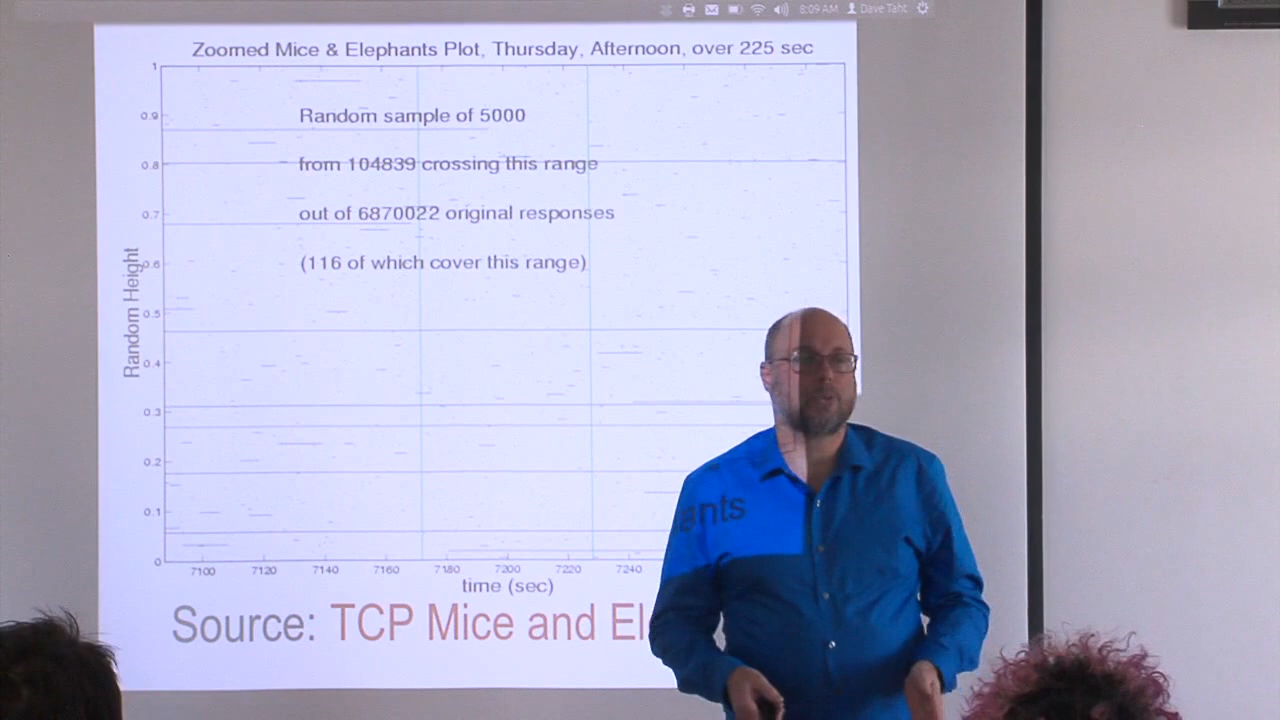 8:09 AM Dave Taht
Zoomed Mice & Elephants Plot, Thursday, Afternoon, over 225 sec
1
0.9
0.8
0.7
0.6
0.5
0.4
0.3
0.2
0.1
0
Random Height
Random sample of 5000
from 104839 crossing this range
out of 6870022 original responses
(116 of which cover this range)
7100 7120 7140 7160 7180 7200 7220 7240
time (sec)
Source: TCP Mice and El
ants